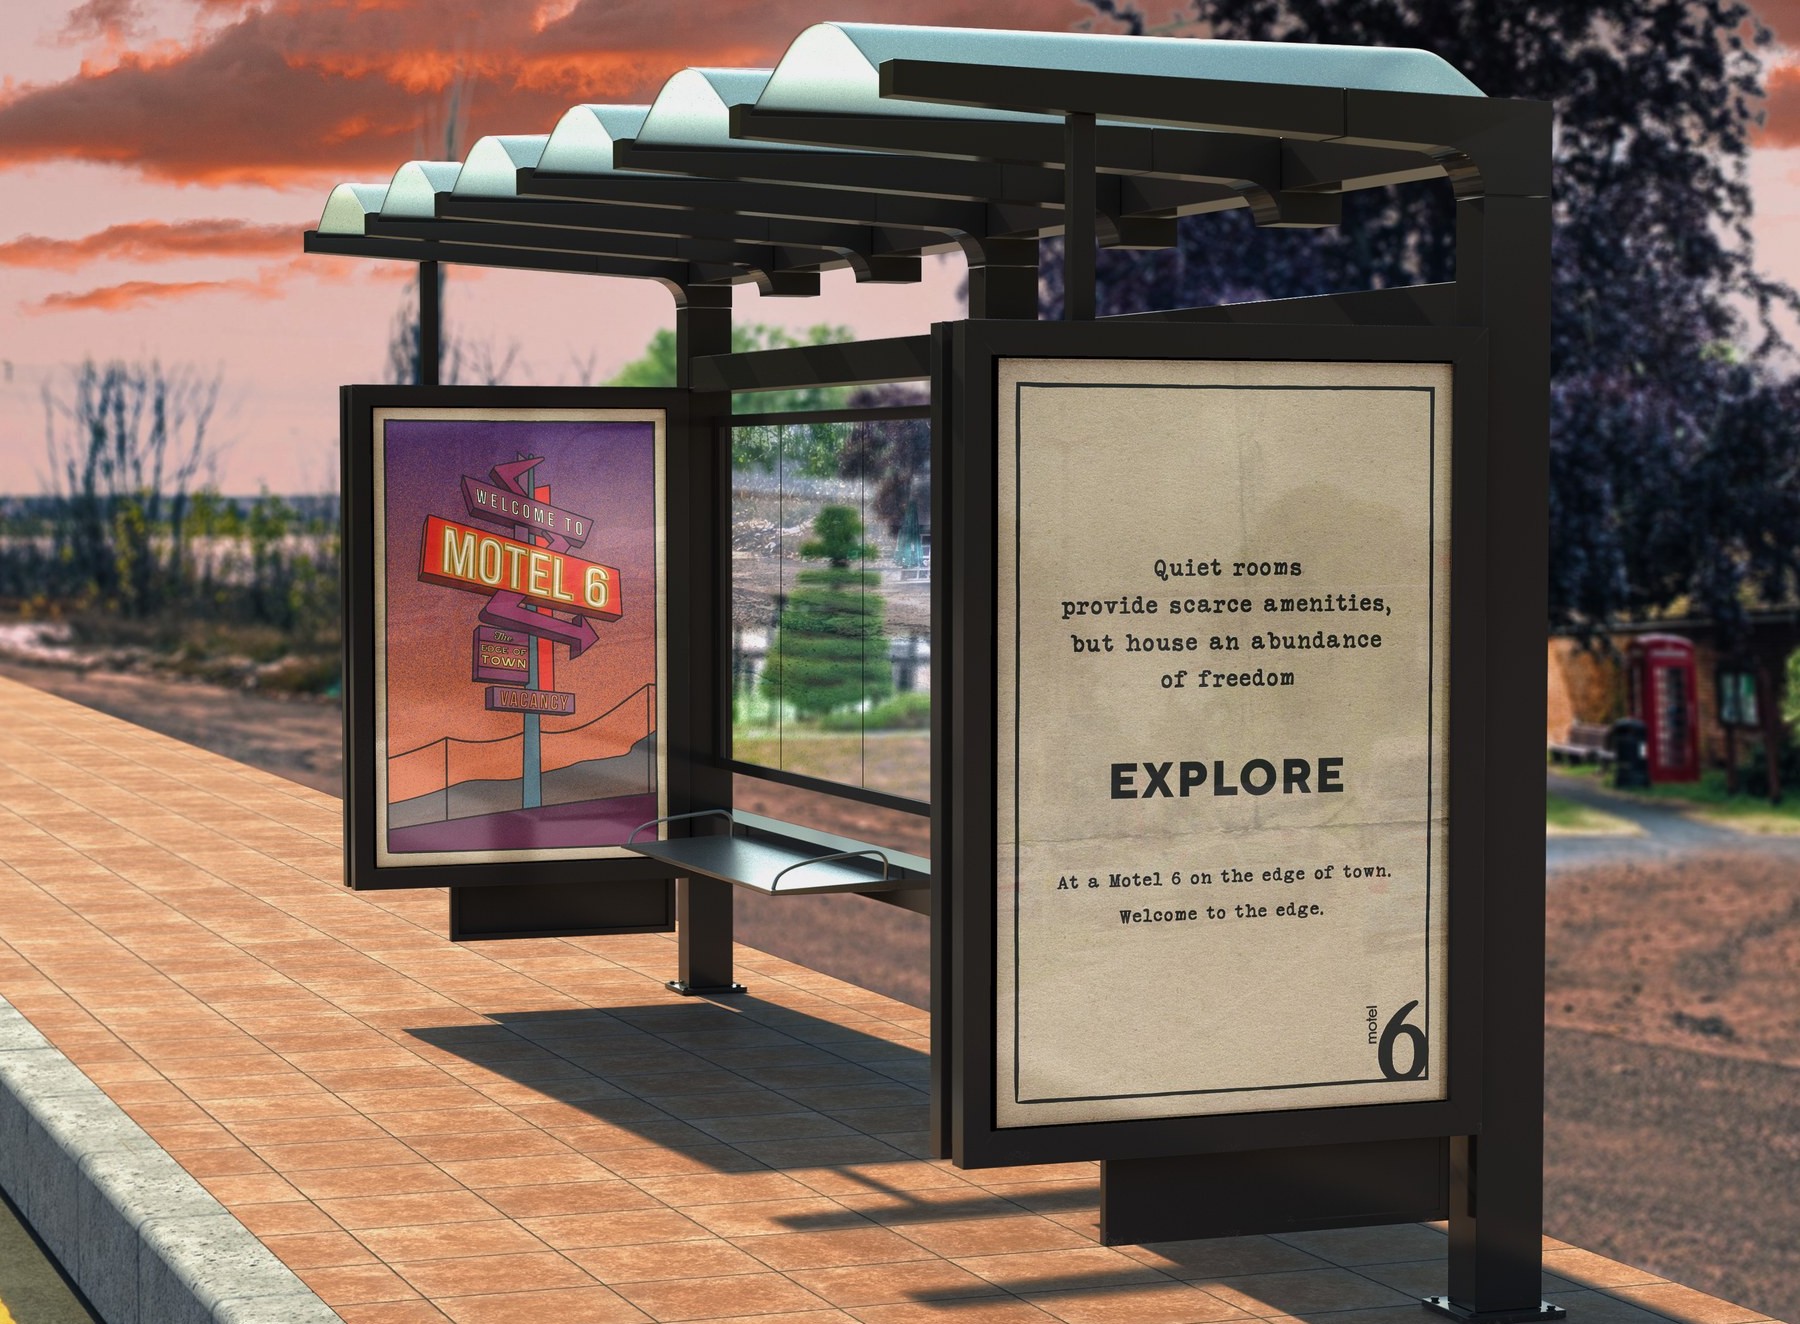 WELCOME TO
MOTEL 6
The
EDGE OF
TOWN
VACANCY
Quiet rooms
provide scarce amenities,
but house an abundance
of freedom
EXPLORE
At a Motel 6 on the edge of town.
Welcome to the edge.
motel
6